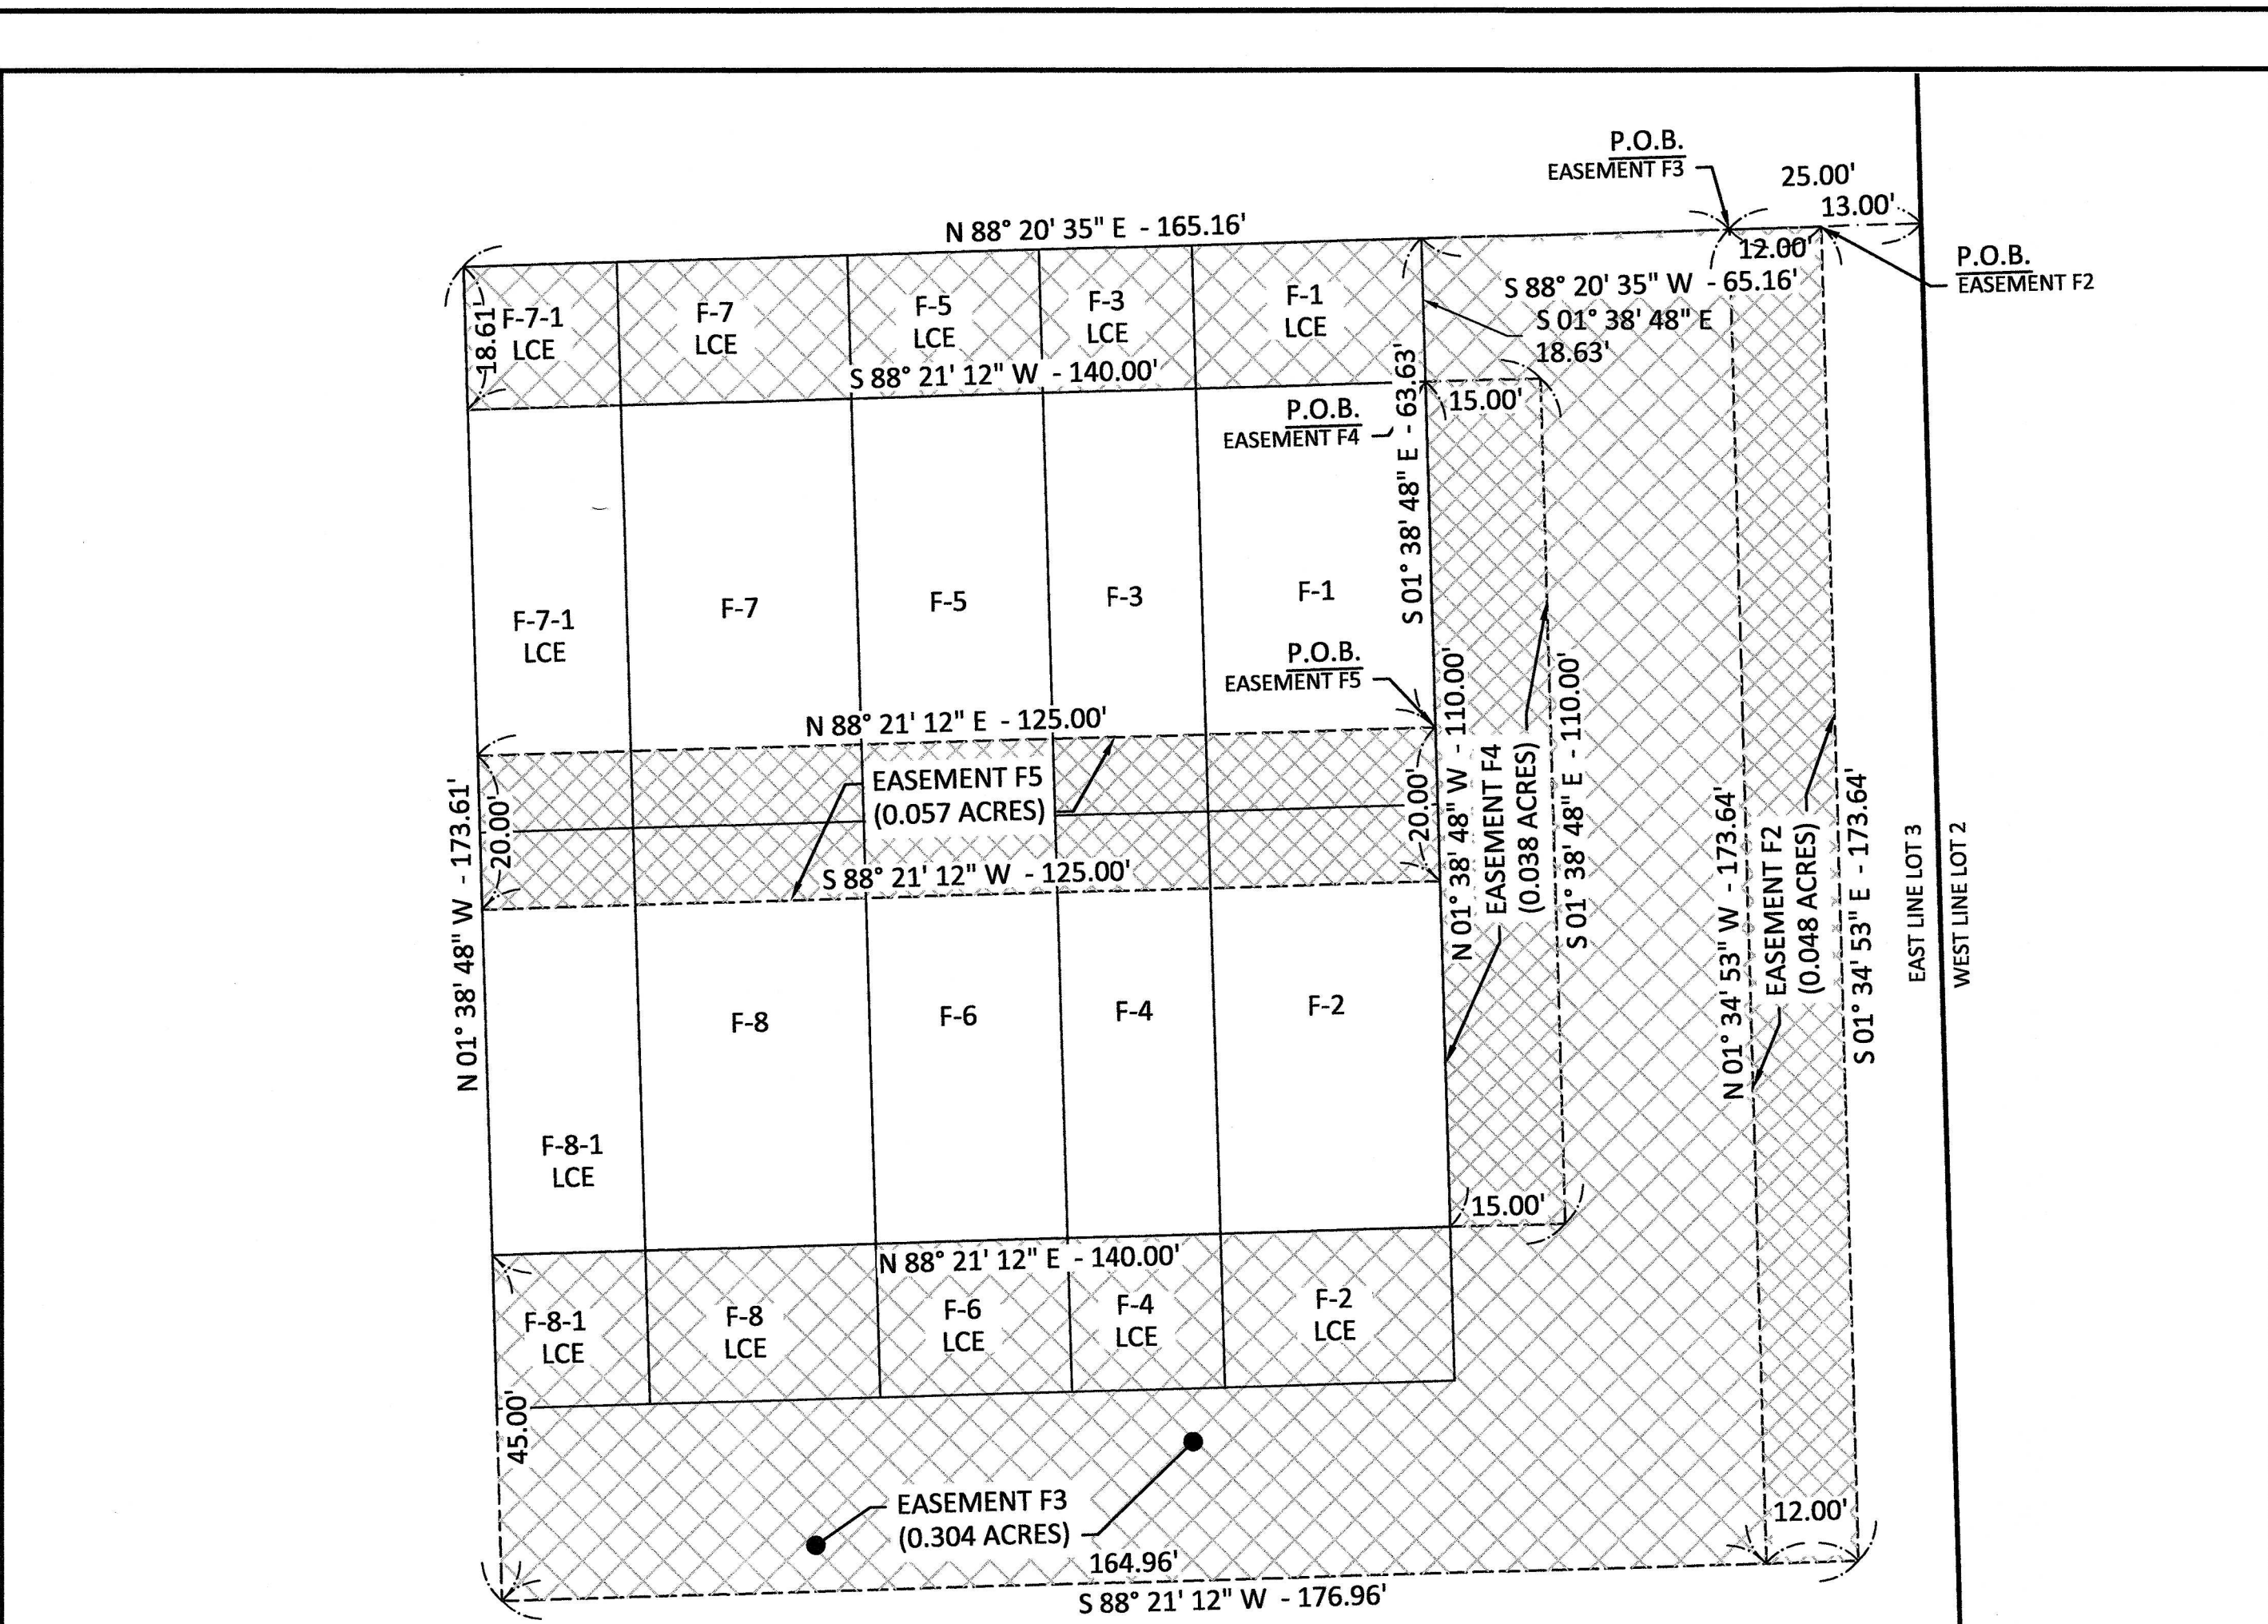 P.O.B.
EASEMENT F3
25.00'
13.00'
N 88° 20' 35" E - 165.16'
12.00'
P.O.B.
EASEMENT F2
S 88° 20' 35" W - 65.16'
S 01° 38' 48" E
18.63'
18.61'
F-7-1
LCE
F-7
LCE
F-5
LCE
F-3
LCE
F-1
LCE
S 88° 21' 12" W - 140.00'
P.O.B.
EASEMENT F4
S 01° 38' 48" E - 63.63'
15.00'
F-7-1
LCE
F-7
F-5
F-3
F-1
P.O.B.
EASEMENT F5
N 88° 21' 12" E - 125.00'
EASEMENT F5
(0.057 ACRES)
20.00'
20.00'
S 88° 21' 12" W - 125.00'
N 01° 38' 48" W - 173.61'
N 01° 38' 48" W - 110.00'
EASEMENT F4
(0.038 ACRES)
S 01° 38' 48" E - 110.00'
N 01° 34' 53" W - 173.64'
EASEMENT F2
(0.048 ACRES)
S 01° 34' 53" E - 173.64'
EAST LINE LOT 3
WEST LINE LOT 2
F-8-1
LCE
F-8
F-6
F-4
F-2
15.00'
N 88° 21' 12" E - 140.00'
F-8-1
LCE
F-8
LCE
F-6
LCE
F-4
LCE
F-2
LCE
45.00'
EASEMENT F3
(0.304 ACRES)
12.00'
164.96'
S 88° 21' 12" W - 176.96'